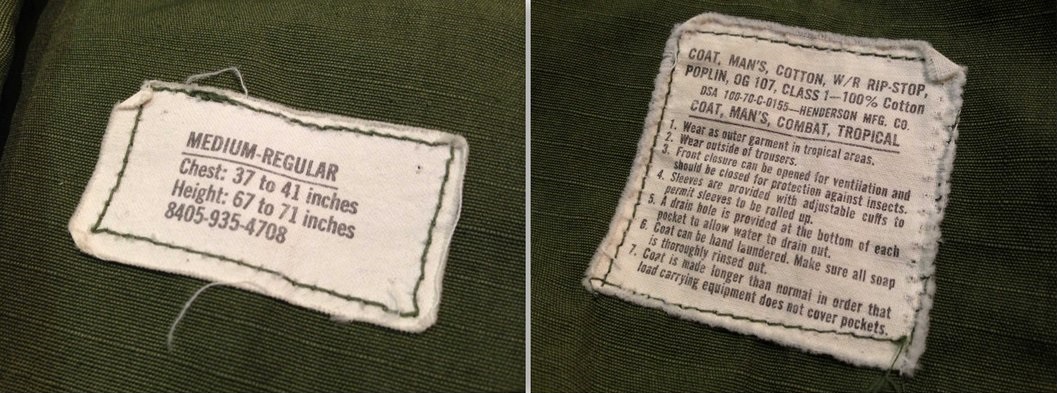 MEDIUM-REGULAR
Chest: 37 to 41 inches
Height: 67 to 71 inches
8405-935-4708
COAT, MAN'S, COTTON, W/R RIP-STOP,
POPLIN, OG 107, CLASS 1—100% Cotton
DSA 100-70-C-0155—HENDERSON MFG. CO.
COAT, MAN'S, COMBAT, TROPICAL
1. Wear as outer garment in tropical areas.
2. Wear outside of trousers.
3. Front closure can be opened for ventilation and
should be closed for protection against insects.
4. Sleeves are provided with adjustable cuffs to
permit sleeves to be rolled up.
5. A drain hole is provided at the bottom of each
pocket to allow water to drain out.
6. Coat can be hand laundered. Make sure all soap
is thoroughly rinsed out.
7. Coat is made longer than normal in order that
load carrying equipment does not cover pockets.